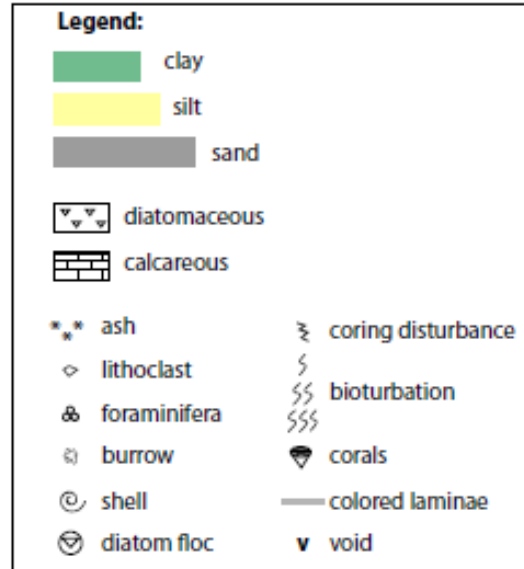 Legend:
clay
silt
sand
diatomaceous
calcareous
ash
lithoclast
foraminifera
burrow
shell
diatom floc
coring disturbance
bioturbation
corals
colored laminae
v void